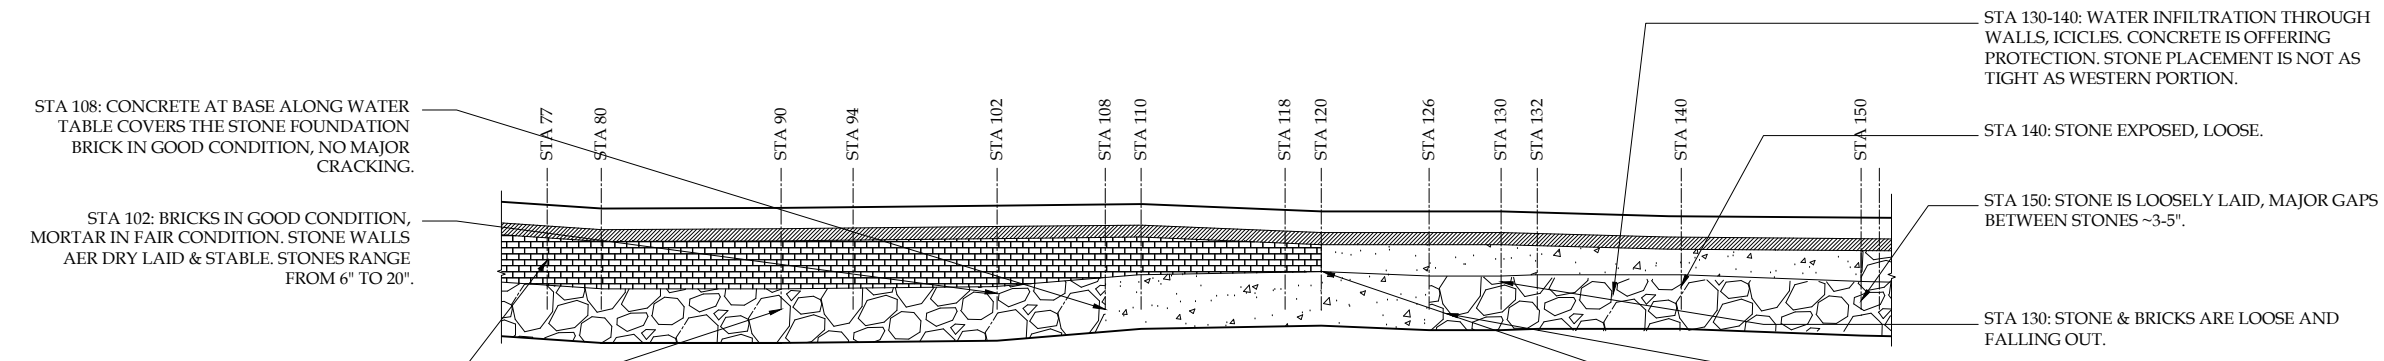 STA 108: CONCRETE AT BASE ALONG WATER
TABLE COVERS THE STONE FOUNDATION
BRICK IN GOOD CONDITION, NO MAJOR
CRACKING.
STA 102: BRICKS IN GOOD CONDITION,
MORTAR IN FAIR CONDITION. STONE WALLS
AER DRY LAID & STABLE. STONES RANGE
FROM 6" TO 20".
STA 77
STA 80
STA 90
STA 94
STA 102
STA 108
STA 110
STA 118
STA 120
STA 126
STA 130
STA 132
STA 140
STA 150
STA 130-140: WATER INFILTRATION THROUGH
WALLS, ICICLES. CONCRETE IS OFFERING
PROTECTION. STONE PLACEMENT IS NOT AS
TIGHT AS WESTERN PORTION.
STA 140: STONE EXPOSED, LOOSE.
STA 150: STONE IS LOOSELY LAID, MAJOR GAPS
BETWEEN STONES ~3-5".
STA 130: STONE & BRICKS ARE LOOSE AND
FALLING OUT.